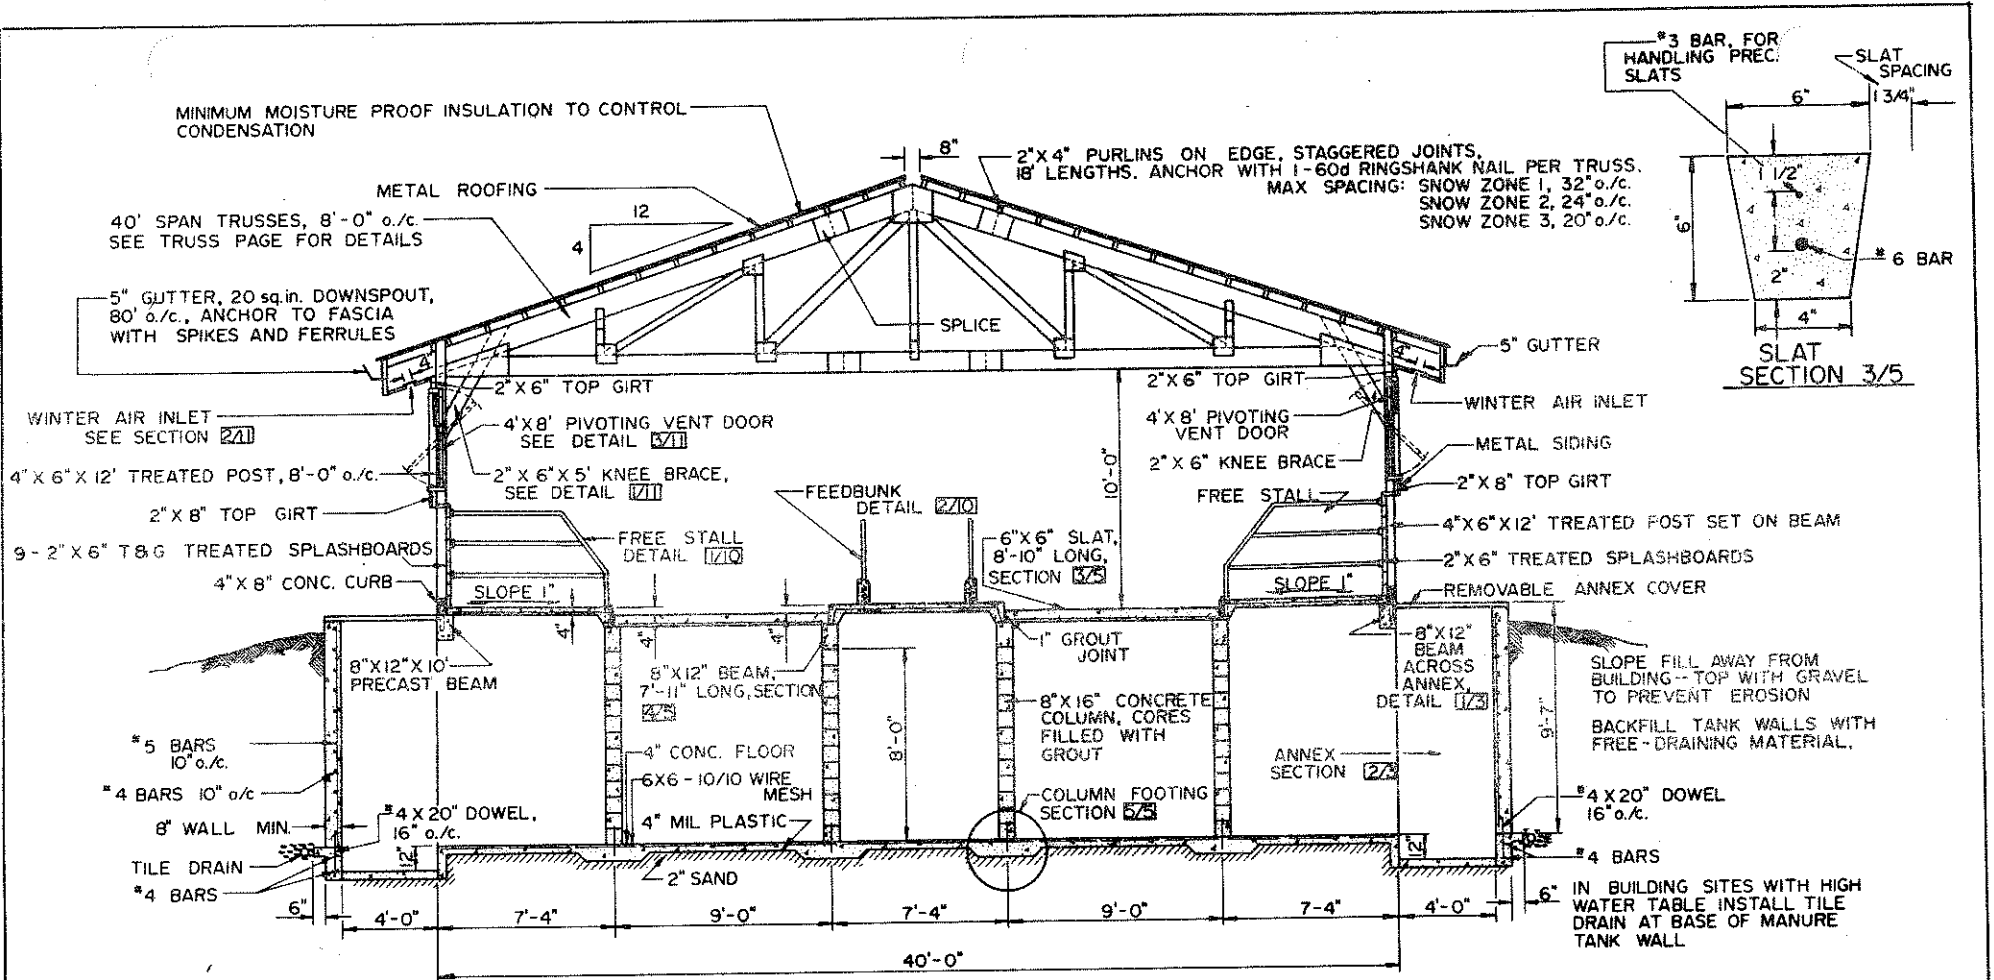 MINIMUM MOISTURE PROOF INSULATION TO CONTROL
CONDENSATION
METAL ROOFING
40' SPAN TRUSSES, 8'-0" o./c.
SEE TRUSS PAGE FOR DETAILS
5" GUTTER, 20 sq.in. DOWNSPOUT,
80' o./c., ANCHOR TO FASCIA
WITH SPIKES AND FERRULES
12
4
8"
2"X4" PURLINS ON EDGE, STAGGERED JOINTS,
18' LENGTHS. ANCHOR WITH 1-60d RINGSHANK NAIL PER TRUSS.
MAX SPACING: SNOW ZONE 1, 32"o./c.
SNOW ZONE 2, 24"o./c.
SNOW ZONE 3, 20"o./c.
#3 BAR, FOR
HANDLING PREC.
SLATS
SLAT
SPACING
1 3/4"
6"
1 1/2"
6"
#6 BAR
2"
4"
SLAT
SECTION 3/5
SPLICE
4"
4"
5" GUTTER
WINTER AIR INLET
SEE SECTION 2/11
2"X6" TOP GIRT
4'X8' PIVOTING VENT DOOR
SEE DETAIL 3/11
4"X6"X12' TREATED POST, 8'-0" o./c.
2"X6"X5' KNEE BRACE,
SEE DETAIL 1/11
2"X8" TOP GIRT
9-2"X6" T&G TREATED SPLASHBOARDS
4"X8" CONC. CURB
SLOPE 1"
FREE STALL
DETAIL 1/10
FEEDBUNK
DETAIL 2/10
6"X6" SLAT,
8'-10" LONG,
SECTION 3/5
10'-0"
2"X6" TOP GIRT
4'X8' PIVOTING
VENT DOOR
2"X6" KNEE BRACE
FREE STALL
SLOPE 1"
WINTER AIR INLET
METAL SIDING
2"X8" TOP GIRT
4"X6"X12' TREATED POST SET ON BEAM
2"X6" TREATED SPLASHBOARDS
REMOVABLE ANNEX COVER
4"
4"
4"
8"X12"X10'
PRECAST BEAM
8"X12" BEAM,
7'-11" LONG, SECTION
4/5
1" GROUT
JOINT
8"X16" CONCRETE
COLUMN, CORES
FILLED WITH
GROUT
8'-0"
8"X12"
BEAM
ACROSS
ANNEX,
DETAIL 1/3
ANNEX
SECTION 2/3
9'-7"
SLOPE FILL AWAY FROM
BUILDING--TOP WITH GRAVEL
TO PREVENT EROSION
BACKFILL TANK WALLS WITH
FREE-DRAINING MATERIAL.
#5 BARS
10"o./c.
#4 BARS 10" o/c
8" WALL MIN.
TILE DRAIN
#4 BARS
#4 X 20" DOWEL,
16" o./c.
12"
4" CONC. FLOOR
6X6-10/10 WIRE
MESH
4" MIL PLASTIC
2" SAND
COLUMN FOOTING
SECTION 5/5
#4 X 20" DOWEL
16"o./c.
12"
#4 BARS
6"
IN BUILDING SITES WITH HIGH
WATER TABLE INSTALL TILE
DRAIN AT BASE OF MANURE
TANK WALL
6"
4'-0"
7'-4"
9'-0"
7'-4"
9'-0"
7-4"
4'-0"
40'-0"